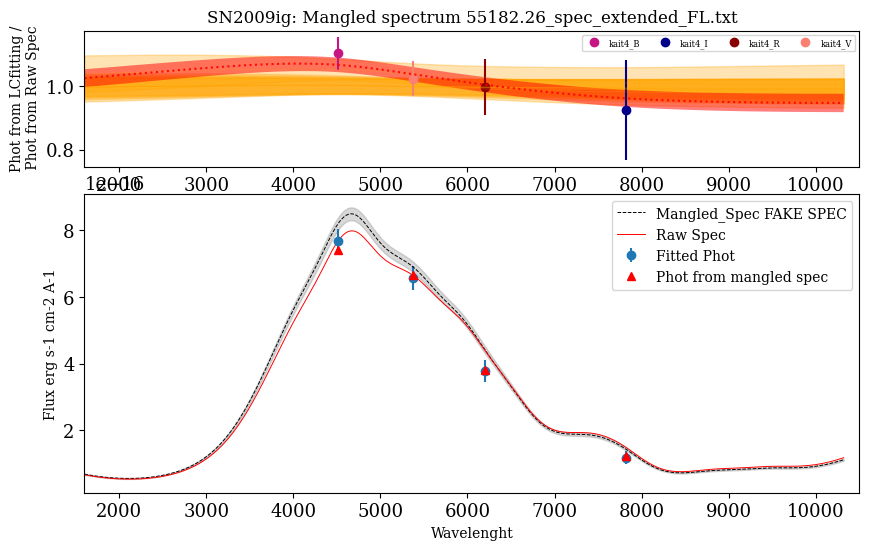 SN2009ig: Mangled spectrum 55182.26_spec_extended_FL.txt
Phot from LCfitting /
Phot from Raw Spec
kait4_B kait4_I kait4_R kait4_V
1.0
0.8
2000 3000 4000 5000 6000 7000 8000 9000 10000
1e−16
Flux erg s-1 cm-2 A-1
Mangled_Spec FAKE SPEC
Raw Spec
Fitted Phot
Phot from mangled spec
8
6
4
2
2000 3000 4000 5000 6000 7000 8000 9000 10000
Wavelenght